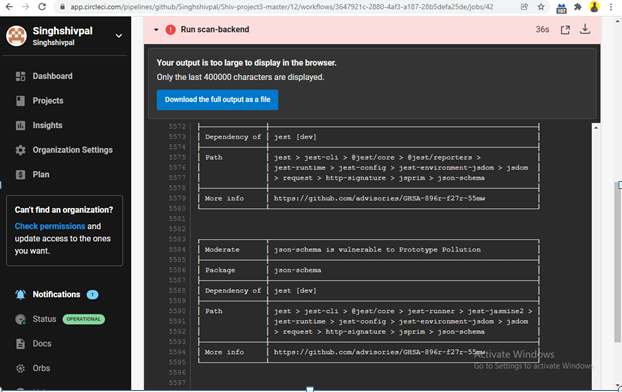 app.circleci.com/pipelines/github/Singhshivpal/Shiv-project3-master/12/workflows/3647921c-2880-4af3-a187-28b5defa25de/jobs/42
Singhshivpal
Singhshivpal
Dashboard
Projects
Insights
Organization Settings
Plan
Can't find an organization?
Check permissions and
update access to the ones
you want.
Notifications 1
Status OPERATIONAL
Docs
Orbs
Run scan-backend 36s
Your output is too large to display in the browser.
Only the last 400000 characters are displayed.
Download the full output as a file
5572
5573 Dependency of jest [dev]
5574
5575 Path jest > jest-cli > @jest/core > @jest/reporters >
5576 jest-runtime > jest-config > jest-environment-jsdom > jsdom
5577 > request > http-signature > jsprim > json-schema
5578
5579 More info https://github.com/advisories/GHSA-896r-f27r-55mw
5580
5581
5582
5583
5584 Moderate json-schema is vulnerable to Prototype Pollution
5585
5586 Package json-schema
5587
5588 Dependency of jest [dev]
5589
5590 Path jest > jest-cli > @jest/core > jest-runner > jest-jasmine2 >
5591 jest-runtime > jest-config > jest-environment-jsdom > jsdom
5592 > request > http-signature > jsprim > json-schema
5593
5594 More info https://github.com/advisories/GHSA-896r-f27r-55mw
5595
5596
5597
Activate Windows
Go to Settings to activate Windows.